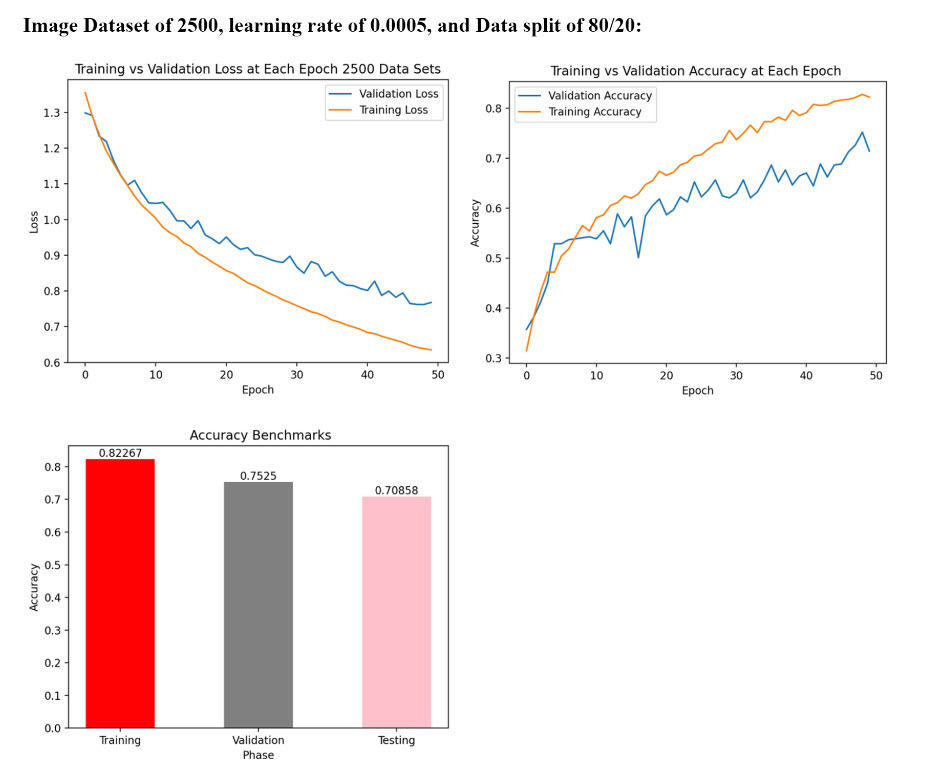 Image Dataset of 2500, learning rate of 0.0005, and Data split of 80/20:
Training vs Validation Loss at Each Epoch 2500 Data Sets
Validation Loss
Training Loss
1.3
1.2
1.1
1.0
0.9
0.8
0.7
0.6
Loss
0 10 20 30 40 50
Epoch
Training vs Validation Accuracy at Each Epoch
Validation Accuracy
Training Accuracy
0.8
0.7
0.6
0.5
0.4
0.3
Accuracy
0 10 20 30 40 50
Epoch
Accuracy Benchmarks
0.82267
0.7525
0.70858
0.8
0.7
0.6
0.5
0.4
0.3
0.2
0.1
0.0
Accuracy
Training Validation Testing
Phase